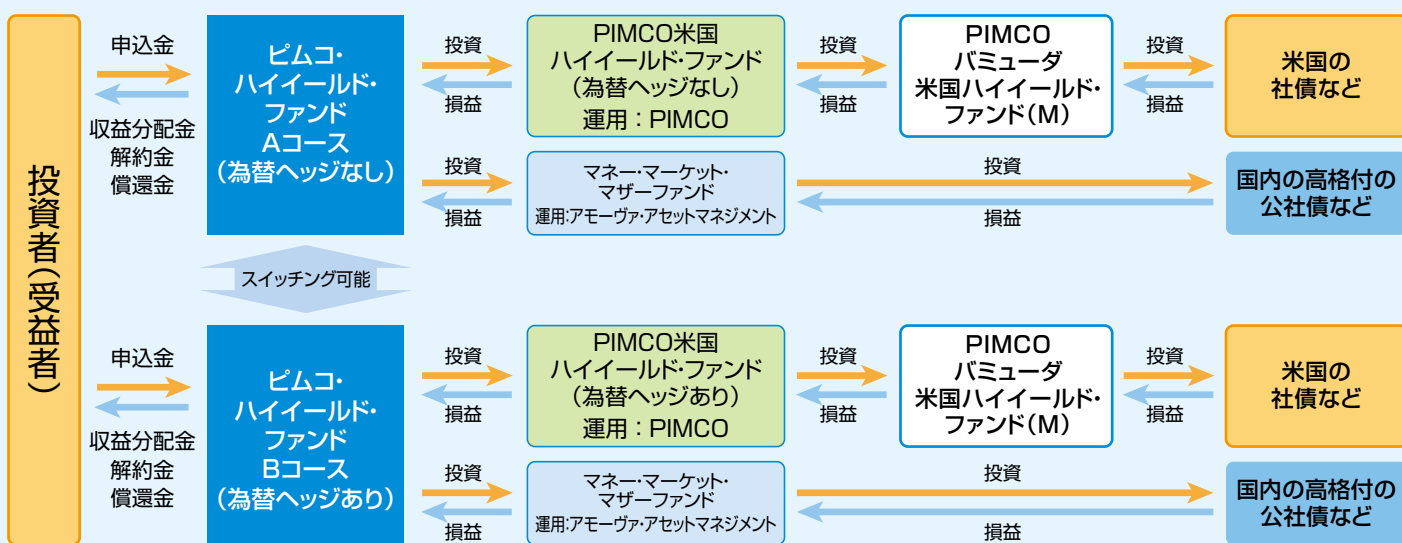 投資者(受益者)
申込金
収益分配金
解約金
償還金
ピムコ・
ハイイールド・
ファンド
Aコース
(為替ヘッジなし)
投資
損益
PIMCO米国
ハイイールド・ファンド
(為替ヘッジなし)
運用:PIMCO
投資
損益
PIMCO
バミューダ
米国ハイイールド・
ファンド(M)
投資
損益
米国の
社債など
投資
損益
マネー・マーケット・
マザーファンド
運用:アモーヴァ・アセットマネジメント
投資
損益
国内の高格付の
公社債など
スイッチング可能
申込金
収益分配金
解約金
償還金
ピムコ・
ハイイールド・
ファンド
Bコース
(為替ヘッジあり)
投資
損益
PIMCO米国
ハイイールド・ファンド
(為替ヘッジあり)
運用:PIMCO
投資
損益
PIMCO
バミューダ
米国ハイイールド・
ファンド(M)
投資
損益
米国の
社債など
投資
損益
マネー・マーケット・
マザーファンド
運用:アモーヴァ・アセットマネジメント
投資
損益
国内の高格付の
公社債など